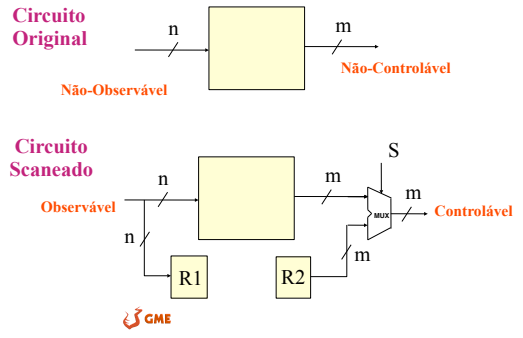 Circuito
Original
n
m
Não-Observável
Não-Controlável
Circuito
Scaneado
S
n
m
m
Observável
MUX
Controlável
n
m
R1
R2
GME